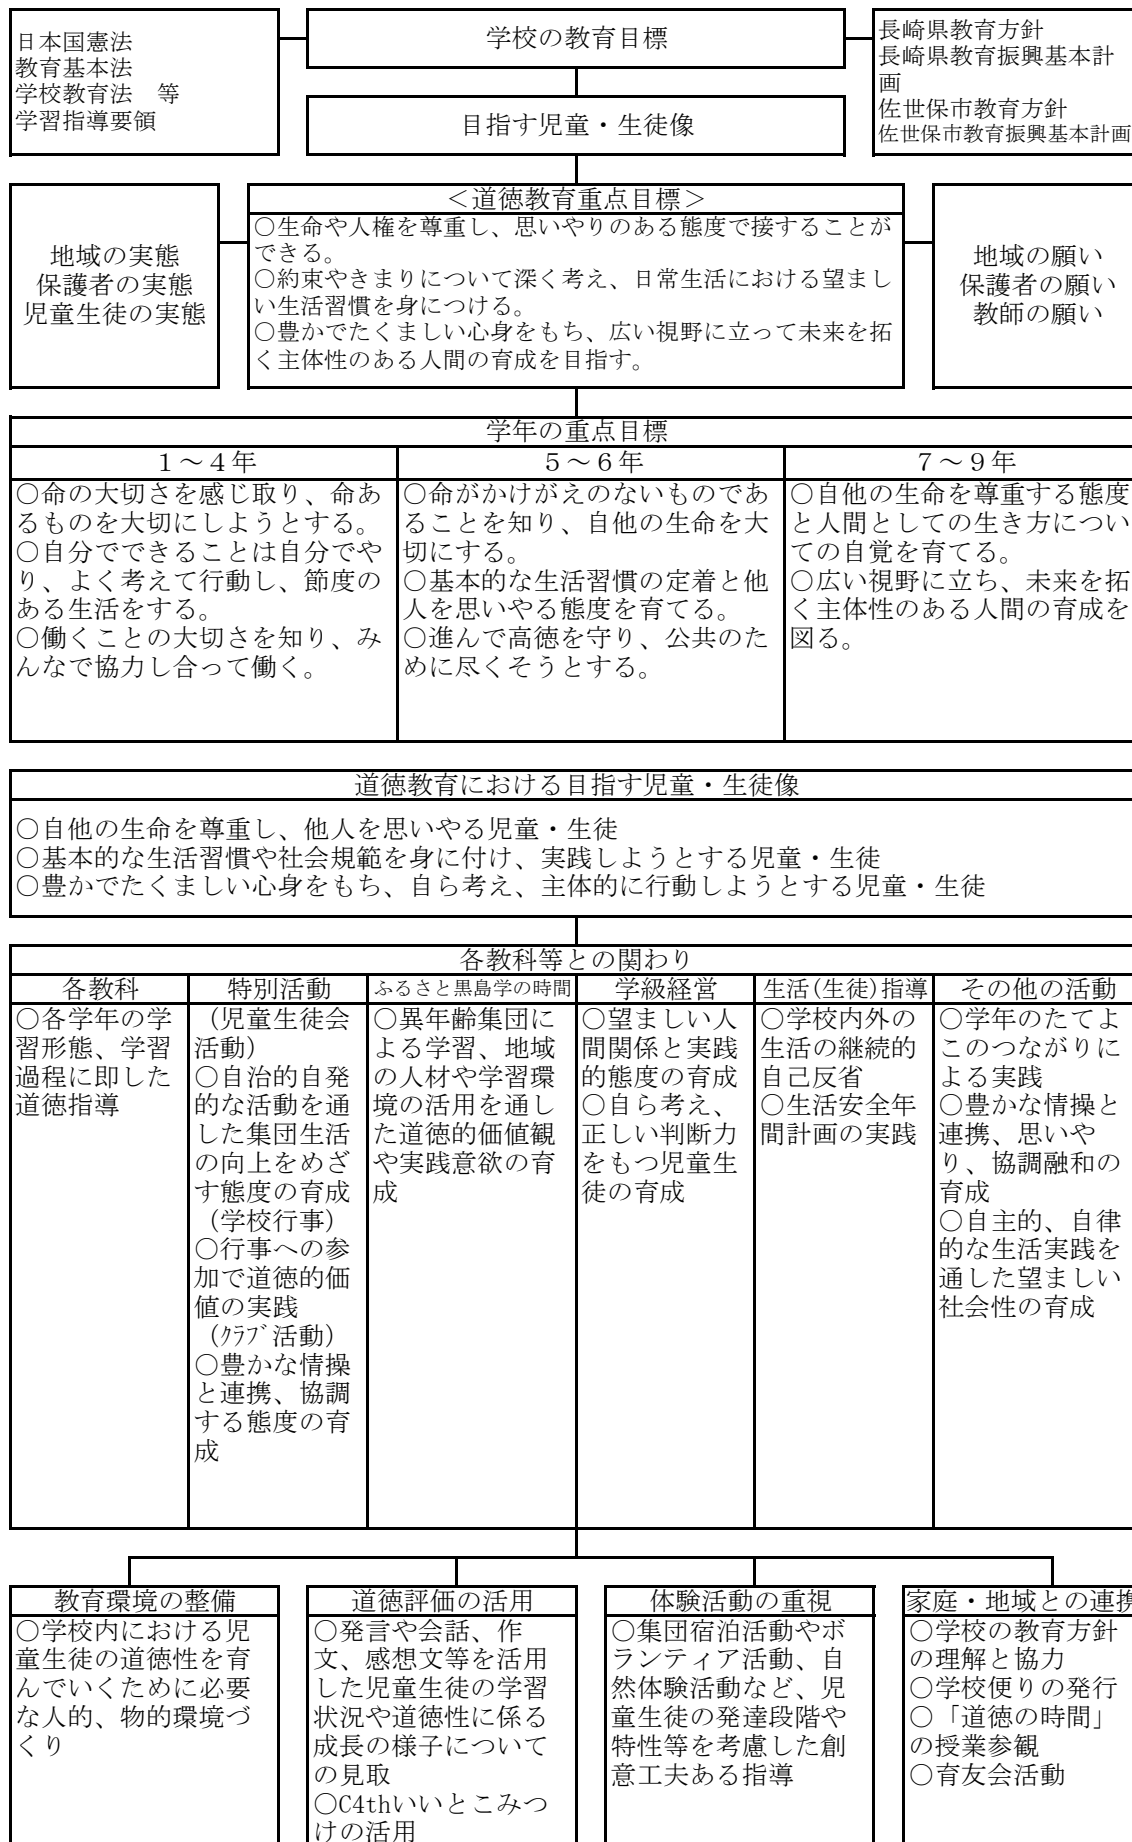 日本国憲法
教育基本法
学校教育法　等
学習指導要領
学校の教育目標
長崎県教育方針
長崎県教育振興基本計
画
佐世保市教育方針
佐世保市教育振興基本計画
目指す児童・生徒像
地域の実態
保護者の実態
児童生徒の実態
＜道徳教育重点目標＞
○生命や人権を尊重し、思いやりのある態度で接することが
できる。
○約束やきまりについて深く考え、日常生活における望まし
い生活習慣を身につける。
○豊かでたくましい心身をもち、広い視野に立って未来を拓
く主体性のある人間の育成を目指す。
地域の願い
保護者の願い
教師の願い
学年の重点目標
１～４年
○命の大切さを感じ取り、命あ
るものを大切にしようとする。
○自分でできることは自分でや
り、よく考えて行動し、節度の
ある生活をする。
○働くことの大切さを知り、み
んなで協力し合って働く。
５～６年
○命がかけがえのないものであ
ることを知り、自他の生命を大
切にする。
○基本的な生活習慣の定着と他
人を思いやる態度を育てる。
○進んで高徳を守り、公共のた
めに尽くそうとする。
７～９年
○自他の生命を尊重する態度
と人間としての生き方につい
ての自覚を育てる。
○広い視野に立ち、未来を拓
く主体性のある人間の育成を
図る。
道徳教育における目指す児童・生徒像
○自他の生命を尊重し、他人を思いやる児童・生徒
○基本的な生活習慣や社会規範を身に付け、実践しようとする児童・生徒
○豊かでたくましい心身をもち、自ら考え、主体的に行動しようとする児童・生徒
各教科等との関わり
各教科
○各学年の学
習形態、学習
過程に即した
道徳指導
特別活動
（児童生徒会
活動）
○自治的自発
的な活動を通
した集団生活
の向上をめざ
す態度の育成
（学校行事）
○行事への参
加で道徳的価
値の実践
（ｸﾗﾌﾞ活動）
○豊かな情操
と連携、協調
する態度の育
成
ふるさと黒島学の時間
○異年齢集団に
よる学習、地域
の人材や学習環
境の活用を通し
た道徳的価値観
や実践意欲の育
成
学級経営
○望ましい人
間関係と実践
的態度の育成
○自ら考え、
正しい判断力
をもつ児童生
徒の育成
生活(生徒)指導
○学校内外の
生活の継続的
自己反省
○生活安全年
間計画の実践
その他の活動
○学年のたてよ
このつながりに
よる実践
○豊かな情操と
連携、思いや
り、協調融和の
育成
○自主的、自律
的な生活実践を
通した望ましい
社会性の育成
教育環境の整備
○学校内における児
童生徒の道徳性を育
んでいくために必要
な人的、物的環境づ
くり
道徳評価の活用
○発言や会話、作
文、感想文等を活用
した児童生徒の学習
状況や道徳性に係る
成長の様子について
の見取
○C4thいいとこみつ
けの活用
体験活動の重視
○集団宿泊活動やボ
ランティア活動、自
然体験活動など、児
童生徒の発達段階や
特性等を考慮した創
意工夫ある指導
家庭・地域との連携
○学校の教育方針
の理解と協力
○学校便りの発行
○「道徳の時間」
の授業参観
○育友会活動